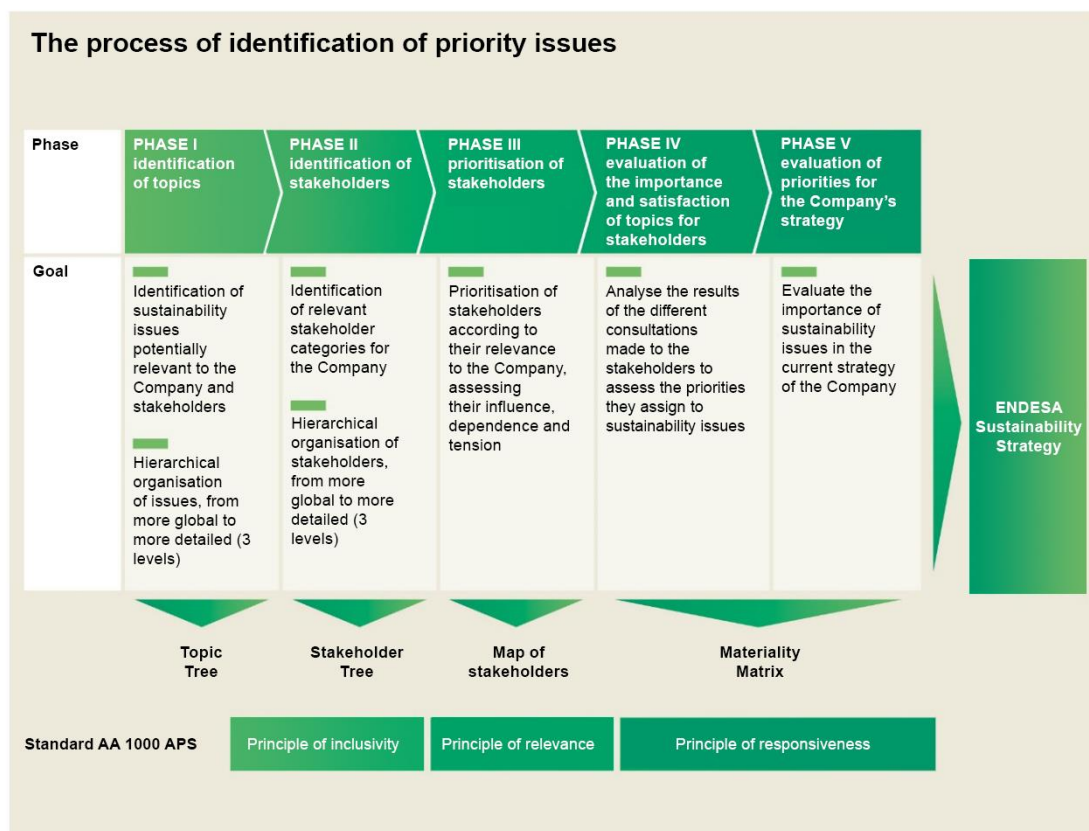 The process of identification of priority issues
Phase
PHASE I
identification
of topics
PHASE II
identification of
stakeholders
PHASE III
prioritisation of
stakeholders
PHASE IV
evaluation of
the importance
and satisfaction
of topics for
stakeholders
PHASE V
evaluation of
priorities for
the Company's
strategy
Goal
Identification of
sustainability
issues
potentially
relevant to the
Company and
stakeholders
Hierarchical
organisation
of issues, from
more global to
more detailed (3
levels)
Identification
of relevant
stakeholder
categories for
the Company
Hierarchical
organisation of
stakeholders,
from more
global to more
detailed (3
levels)
Prioritisation of
stakeholders
according to
their relevance
to the Company,
assessing
their influence,
dependence and
tension
Analyse the results
of the different
consultations
made to the
stakeholders to
assess the priorities
they assign to
sustainability issues
Evaluate the
importance of
sustainability
issues in the
current strategy
of the Company
ENDESA
Sustainability
Strategy
Topic
Tree
Stakeholder
Tree
Map of
stakeholders
Materiality
Matrix
Standard AA 1000 APS
Principle of inclusivity
Principle of relevance
Principle of responsiveness